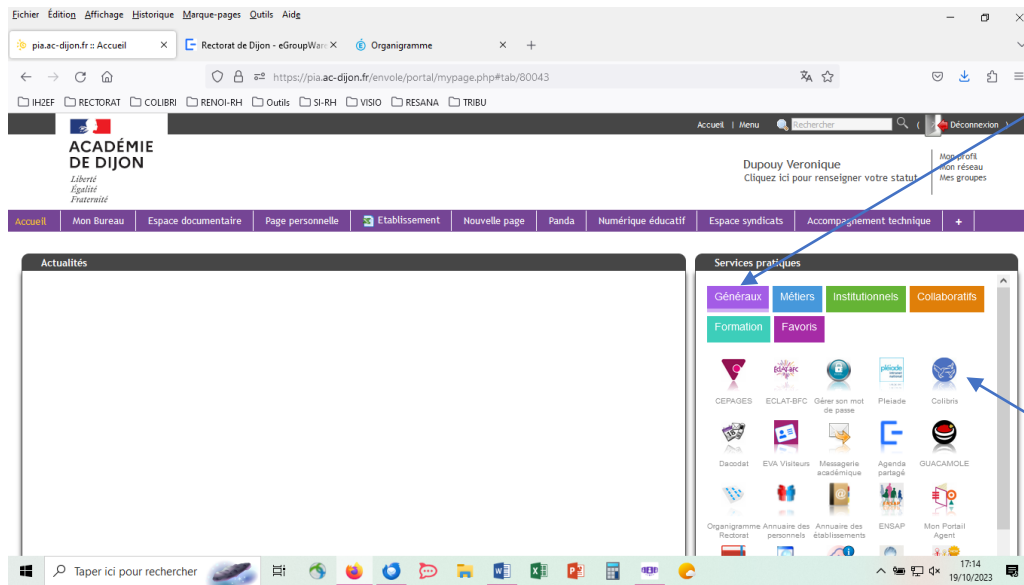 Fichier Édition Affichage Historique Marque-pages Outils Aide
pia.ac-dijon.fr :: Accueil × Rectorat de Dijon - eGroupWar × Organigramme × +
https://pia.ac-dijon.fr/envole/portal/mypage.php#tab/80043
IH2EF RECTORAT COLIBRI RENOI-RH Outils SI-RH VISIO RESANA TRIBU
Accueil | Menu Rechercher ( Déconnexion )
ACADÉMIE
DE DIJON
Liberté
Égalité
Fraternité
Dupouy Veronique
Cliquez ici pour renseigner votre statut
Mon profil
Mon réseau
Mes groupes
Accueil Mon Bureau Espace documentaire Page personnelle Etablissement Nouvelle page Panda Numérique éducatif Espace syndicats Accompagnement technique +
Actualités
Services pratiques
Généraux Métiers Institutionnels Collaboratifs
Formation Favoris
pléiade
CEPAGES ECLAT-BFC Gérer son mot de passe Pleiade Colibris
Dacodat EVA Visiteurs Messagerie académique Agenda partagé GUACAMOLE
Organigramme Rectorat Annuaire des personnels Annuaire des établissements ENSAP Mon Portail Agent
Taper ici pour rechercher
17:14
19/10/2023